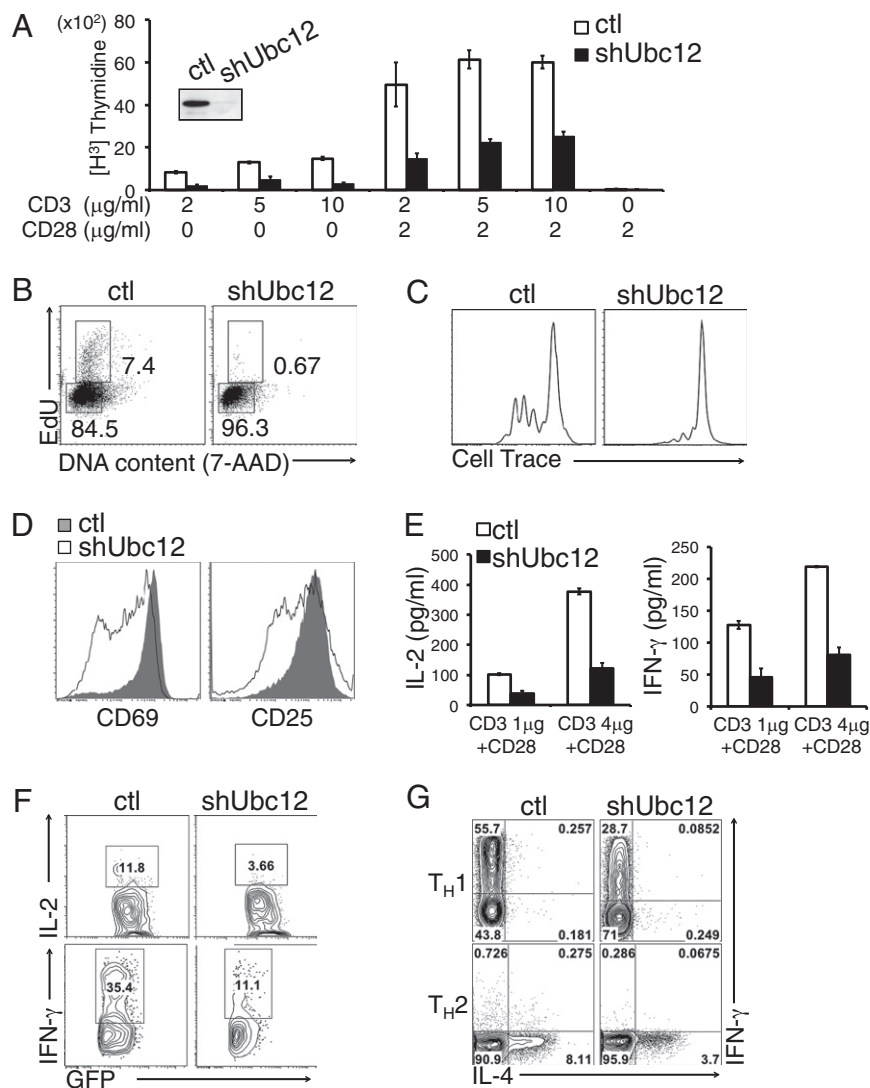 A
(x10²)
80
60
40
20
0
[H³] Thymidine
ctl
shUbc12
ctl
shUbc12
CD3 (μg/ml) 2 5 10 2 5 10 0
CD28 (μg/ml) 0 0 0 2 2 2 2
B
ctl
shUbc12
7.4
0.67
84.5
96.3
EdU
DNA content (7-AAD)
C
ctl
shUbc12
Cell Trace
D
ctl
shUbc12
CD69
CD25
E
ctl
shUbc12
500
400
300
200
100
0
IL-2 (pg/ml)
CD3 1μg
+CD28
CD3 4μg
+CD28
250
200
150
100
50
0
IFN-γ (pg/ml)
CD3 1μg
+CD28
CD3 4μg
+CD28
F
ctl
shUbc12
11.8
3.66
IL-2
35.4
11.1
IFN-γ
GFP
G
ctl
shUbc12
TH1
55.7 0.257
43.8 0.181
28.7 0.0852
71 0.249
TH2
0.726 0.275
90.9 8.11
0.286 0.0675
95.9 3.7
IL-4
IFN-γ